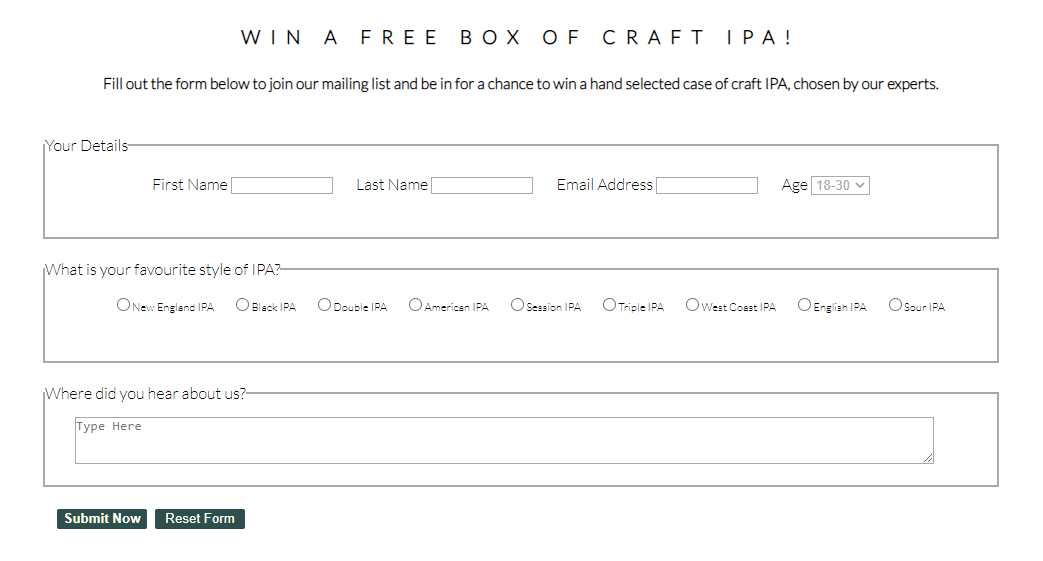 WIN A FREE BOX OF CRAFT IPA!
Fill out the form below to join our mailing list and be in for a chance to win a hand selected case of craft IPA, chosen by our experts.
Your Details
First Name Last Name Email Address Age 18-30
What is your favourite style of IPA?
New England IPA Black IPA Double IPA American IPA Session IPA Triple IPA West Coast IPA English IPA Sour IPA
Where did you hear about us?
Type Here
Submit Now Reset Form